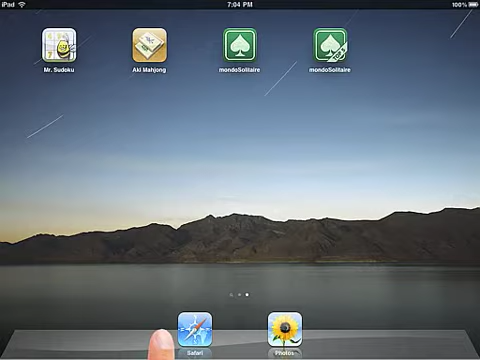 iPad 7:04 PM 100%
Mr. Sudoku Aki Mahjong mondoSolitaire mondoSolitaire
Safari Photos